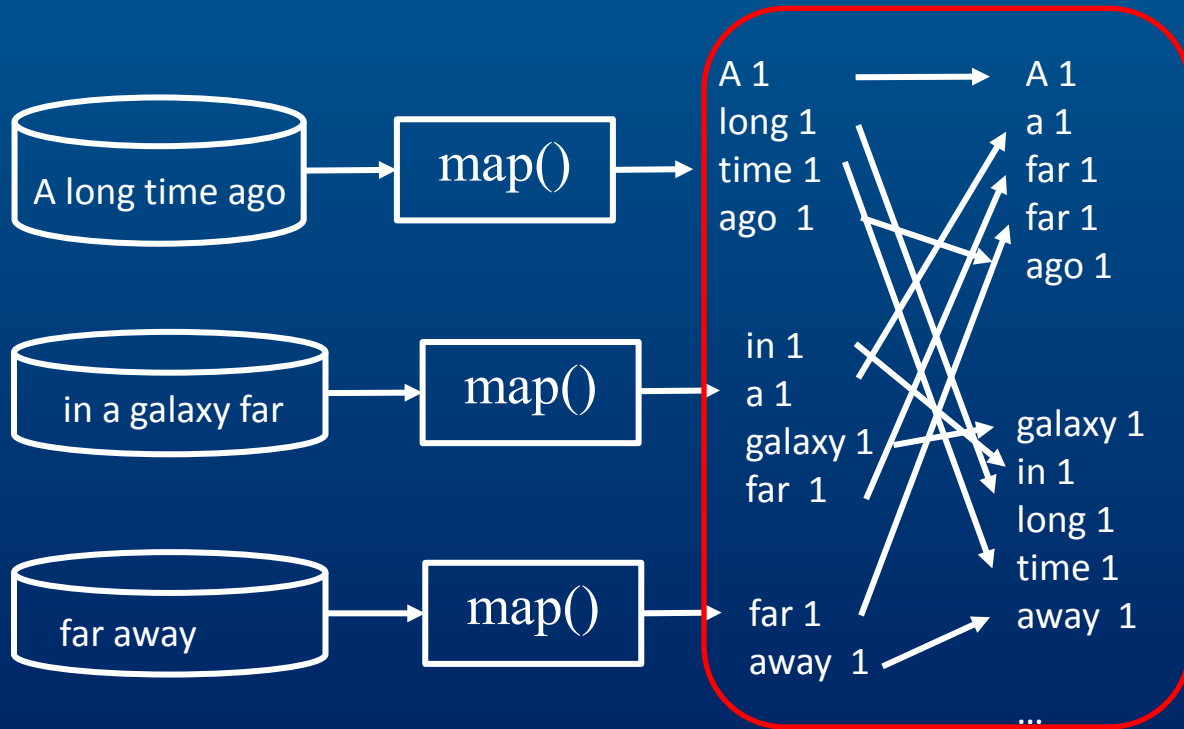 A long time ago
map()
A 1
long 1
time 1
ago 1
in a galaxy far
map()
in 1
a 1
galaxy 1
far 1
far away
map()
far 1
away 1
A 1
a 1
far 1
far 1
ago 1
galaxy 1
in 1
long 1
time 1
away 1
...